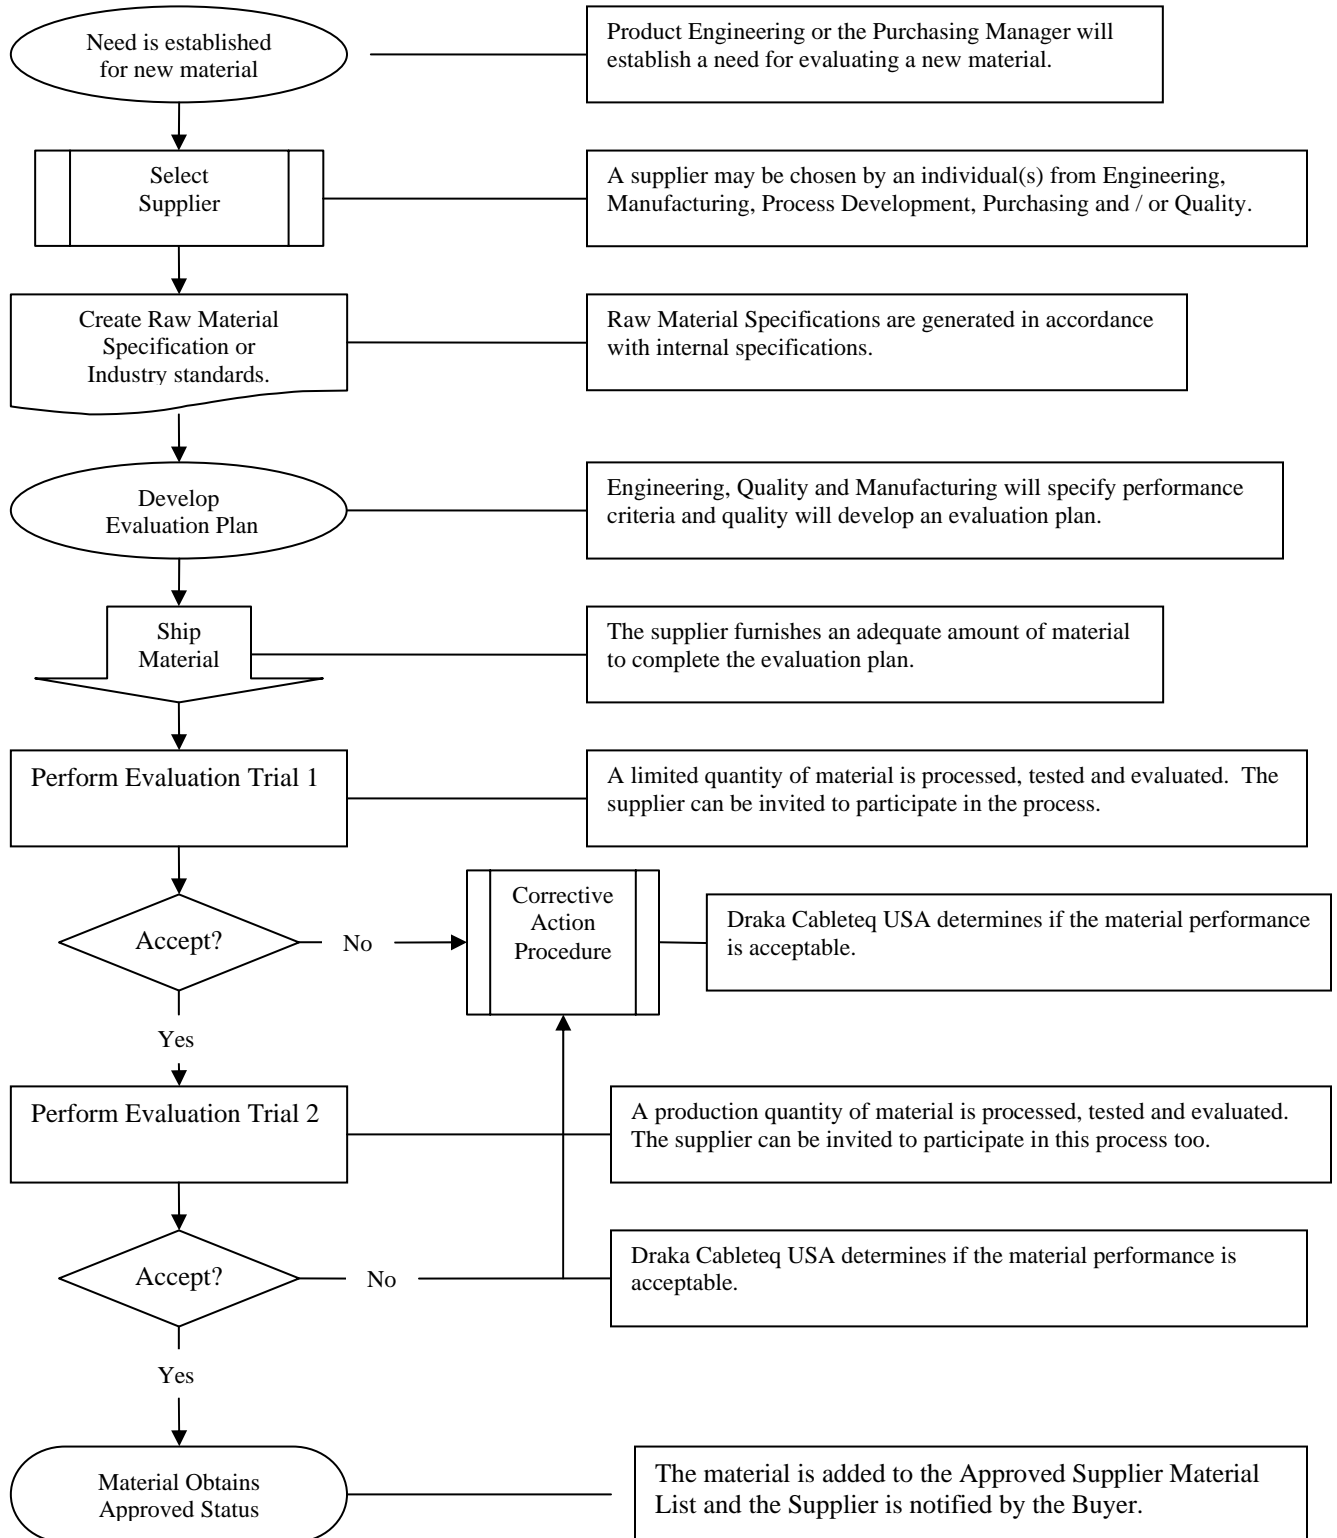 Need is established
for new material
Product Engineering or the Purchasing Manager will
establish a need for evaluating a new material.
Select
Supplier
A supplier may be chosen by an individual(s) from Engineering,
Manufacturing, Process Development, Purchasing and / or Quality.
Create Raw Material
Specification or
Industry standards.
Raw Material Specifications are generated in accordance
with internal specifications.
Develop
Evaluation Plan
Engineering, Quality and Manufacturing will specify performance
criteria and quality will develop an evaluation plan.
Ship
Material
The supplier furnishes an adequate amount of material
to complete the evaluation plan.
Perform Evaluation Trial 1
A limited quantity of material is processed, tested and evaluated.  The
supplier can be invited to participate in the process.
Accept?
No
Corrective
Action
Procedure
Draka Cableteq USA determines if the material performance
is acceptable.
Yes
Perform Evaluation Trial 2
A production quantity of material is processed, tested and evaluated.
The supplier can be invited to participate in this process too.
Accept?
No
Draka Cableteq USA determines if the material performance is
acceptable.
Yes
Material Obtains
Approved Status
The material is added to the Approved Supplier Material
List and the Supplier is notified by the Buyer.